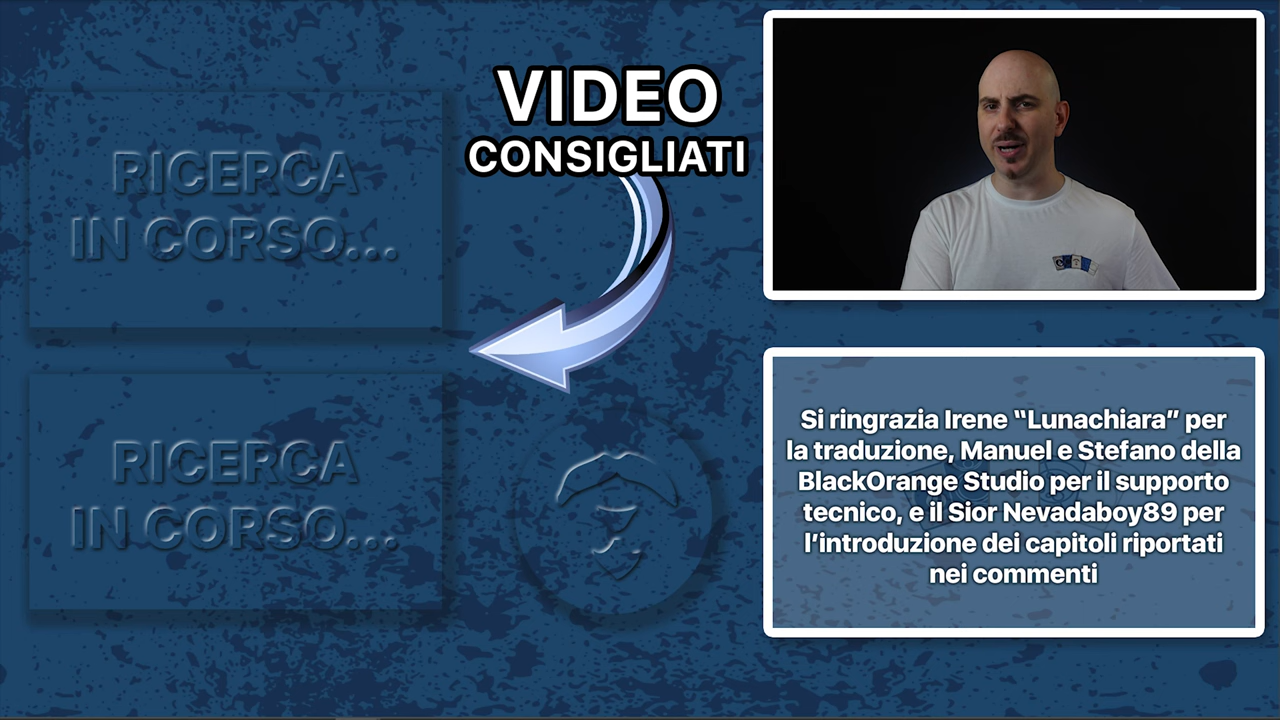 VIDEO
CONSIGLIATI
RICERCA
IN CORSO...
RICERCA
IN CORSO...
Si ringrazia Irene “Lunachiara” per
la traduzione, Manuel e Stefano della
BlackOrange Studio per il supporto
tecnico, e il Sior Nevadaboy89 per
l’introduzione dei capitoli riportati
nei commenti